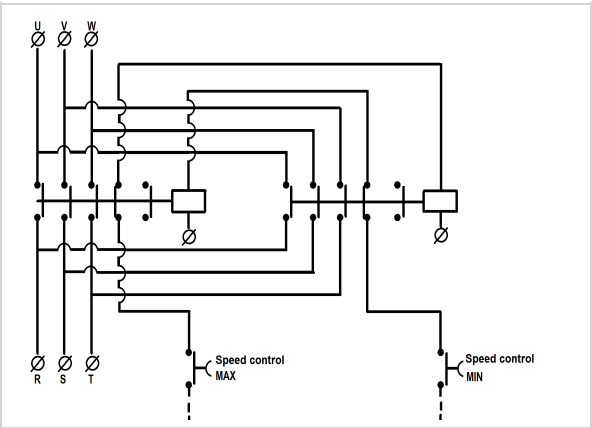 U V W
Speed control
MAX
Speed control
MIN
R S T